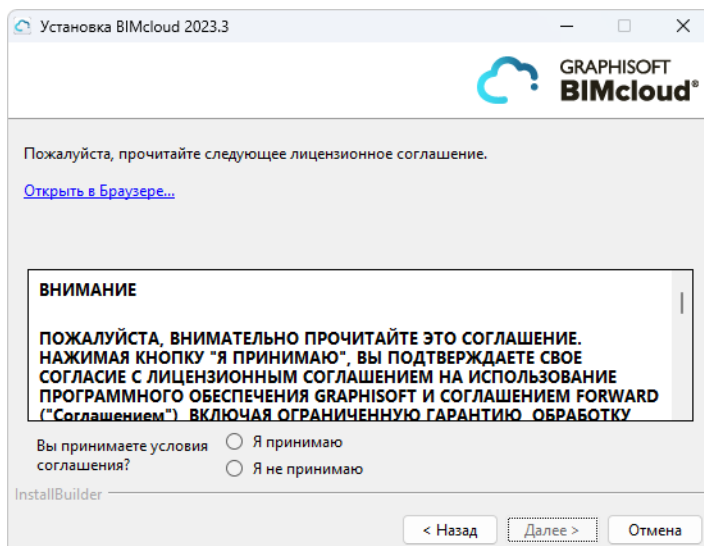 Установка BIMcloud 2023.3
GRAPHISOFT
BIMcloud®
Пожалуйста, прочитайте следующее лицензионное соглашение.
Открыть в Браузере...
ВНИМАНИЕ
ПОЖАЛУЙСТА, ВНИМАТЕЛЬНО ПРОЧИТАЙТЕ ЭТО СОГЛАШЕНИЕ.
НАЖИМАЯ КНОПКУ "Я ПРИНИМАЮ", ВЫ ПОДТВЕРЖДАЕТЕ СВОЕ
СОГЛАСИЕ С ЛИЦЕНЗИОННЫМ СОГЛАШЕНИЕМ НА ИСПОЛЬЗОВАНИЕ
ПРОГРАММНОГО ОБЕСПЕЧЕНИЯ GRAPHISOFT И СОГЛАШЕНИЕМ FORWARD
("Соглашением") ВКЛЮЧАЯ ОГРАНИЧЕННУЮ ГАРАНТИЮ ОБРАБОТКУ
Вы принимаете условия
соглашения?
Я принимаю
Я не принимаю
InstallBuilder
< Назад
Далее >
Отмена